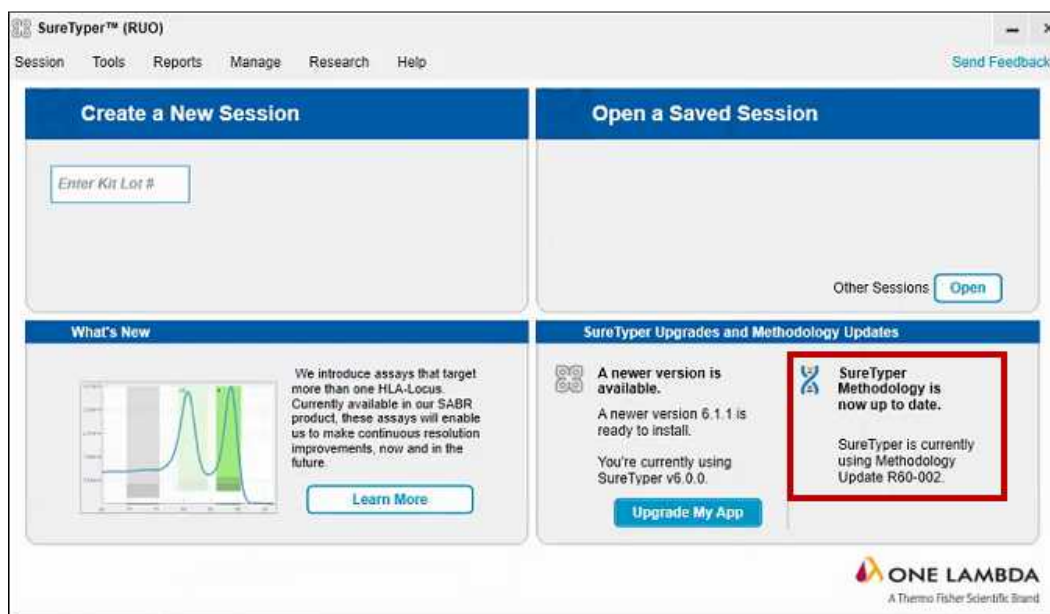 SureTyper™ (RUO)
Session Tools Reports Manage Research Help Send Feedback
Create a New Session
Enter Kit Lot #
Open a Saved Session
Other Sessions Open
What's New
We introduce assays that target
more than one HLA-Locus.
Currently available in our SABR
product, these assays will enable
us to make continuous resolution
improvements, now and in the
future.
Learn More
SureTyper Upgrades and Methodology Updates
A newer version is
available.
A newer version 6.1.1 is
ready to install.
You're currently using
SureTyper v6.0.0.
Upgrade My App
SureTyper
Methodology is
now up to date.
SureTyper is currently
using Methodology
Update R60-002.
ONE LAMBDA
A Thermo Fisher Scientific Brand